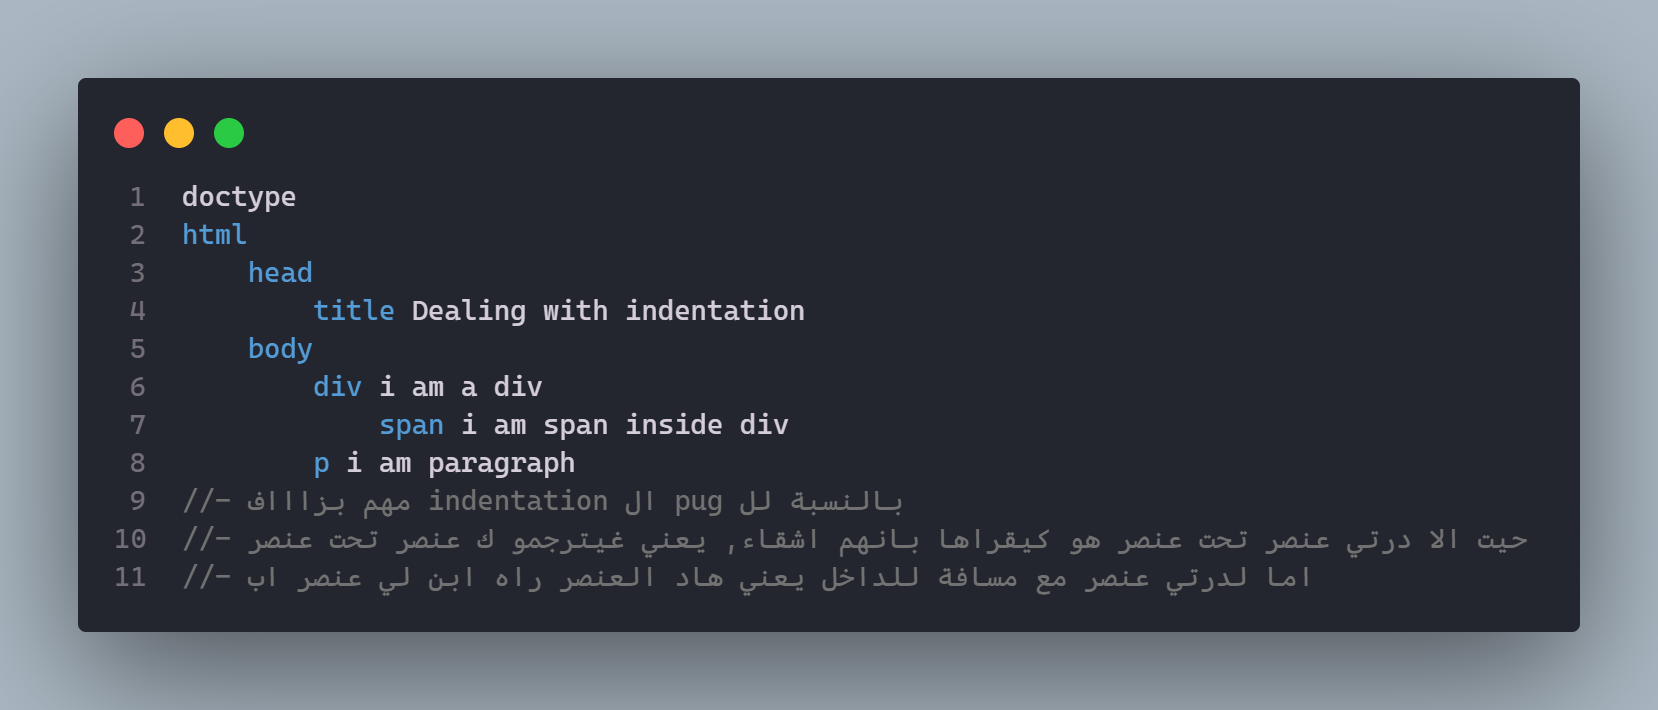 1 doctype
2 html
3 head
4 title Dealing with indentation
5 body
6 div i am a div
7 span i am span inside div
8 p i am paragraph
9 //- بالنسبة لل pug ال indentation مهم بزاااف
10 //- حيت الا درتي عنصر تحت عنصر هو كيقراها بانهم اشقاء, يعني غيترجمو ك عنصر تحت عنصر
11 //- اما لدرتي عنصر مع مسافة للداخل يعني هاد العنصر راه ابن لي عنصر اب